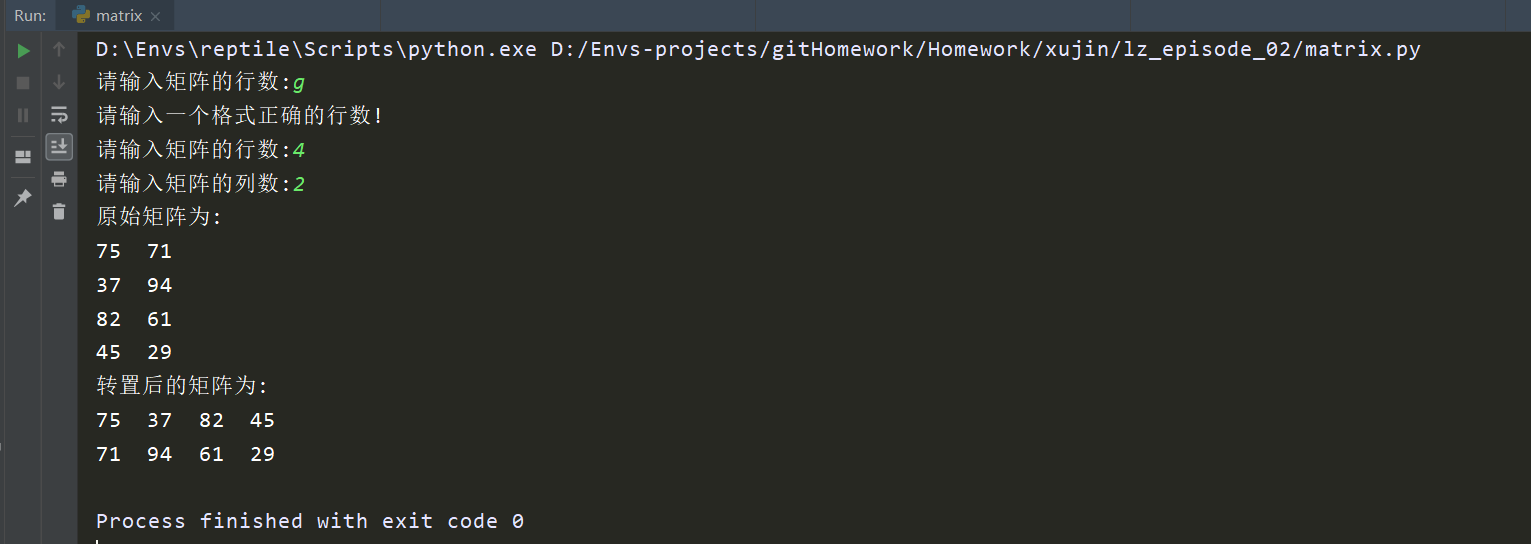 Run: matrix
D:\Envs\reptile\Scripts\python.exe D:/Envs-projects/gitHomework/Homework/xujin/lz_episode_02/matrix.py
请输入矩阵的行数:g
请输入一个格式正确的行数!
请输入矩阵的行数:4
请输入矩阵的列数:2
原始矩阵为:
75  71
37  94
82  61
45  29
转置后的矩阵为:
75  37  82  45
71  94  61  29
Process finished with exit code 0